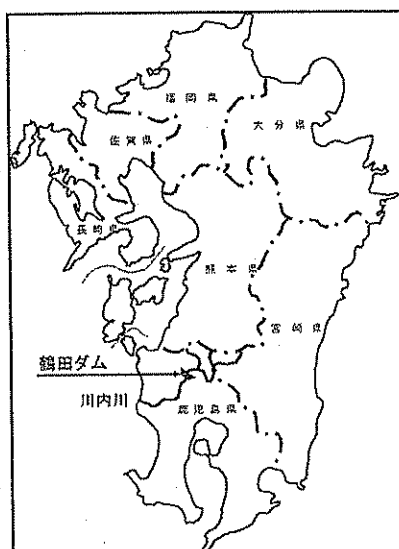 福岡県
大分県
佐賀県
長崎県
熊本県
宮崎県
鶴田ダム
川内川
鹿児島県